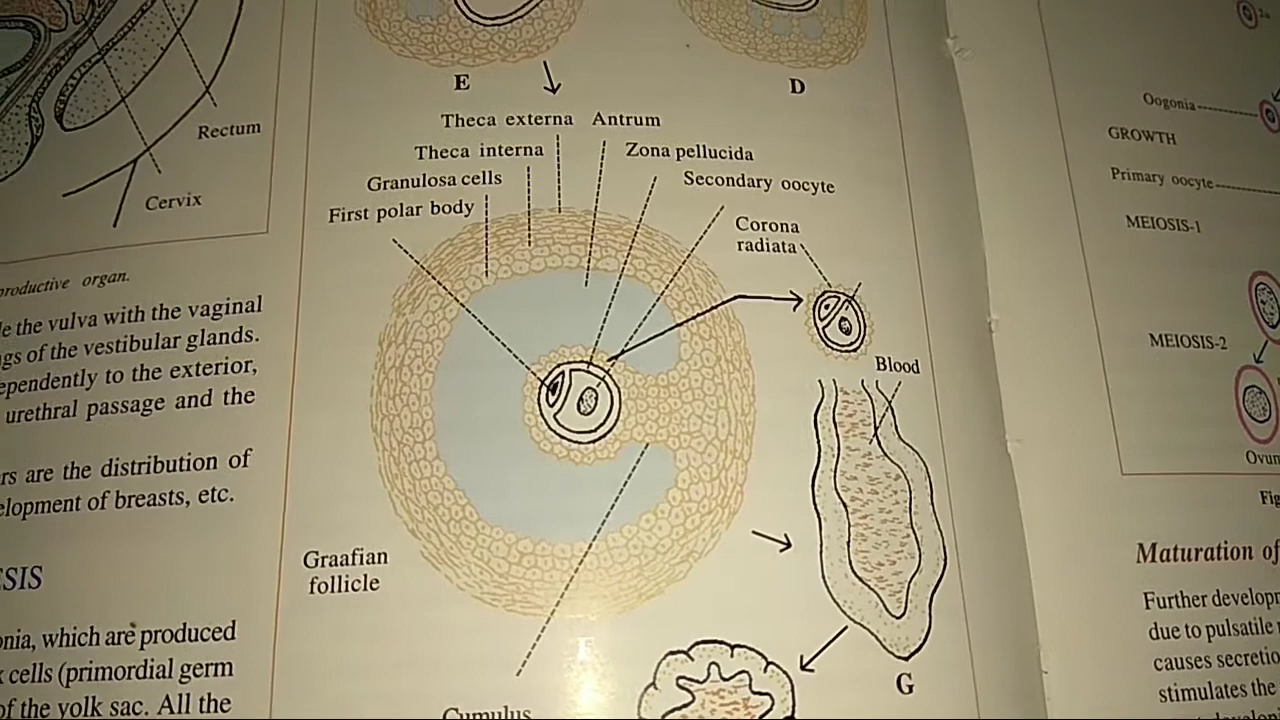 Rectum
Cervix
productive organ.
e the vulva with the vaginal
gs of the vestibular glands.
ependently to the exterior,
urethral passage and the
rs are the distribution of
elopment of breasts, etc.
ESIS
onia, which are produced
cells (primordial germ
of the yolk sac. All the
E
D
Theca externa Antrum
Theca interna
Zona pellucida
Granulosa cells
Secondary oocyte
First polar body
Corona
radiata
Blood
Graafian
follicle
F
G
Cumulus
Oogonia
GROWTH
Primary oocyte
MEIOSIS-1
MEIOSIS-2
Ovum
Fig
Maturation of
Further develop
due to pulsatile
causes secretio
stimulates the